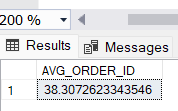 200 %
Results Messages
AVG_ORDER_ID
1 38.3072623343546